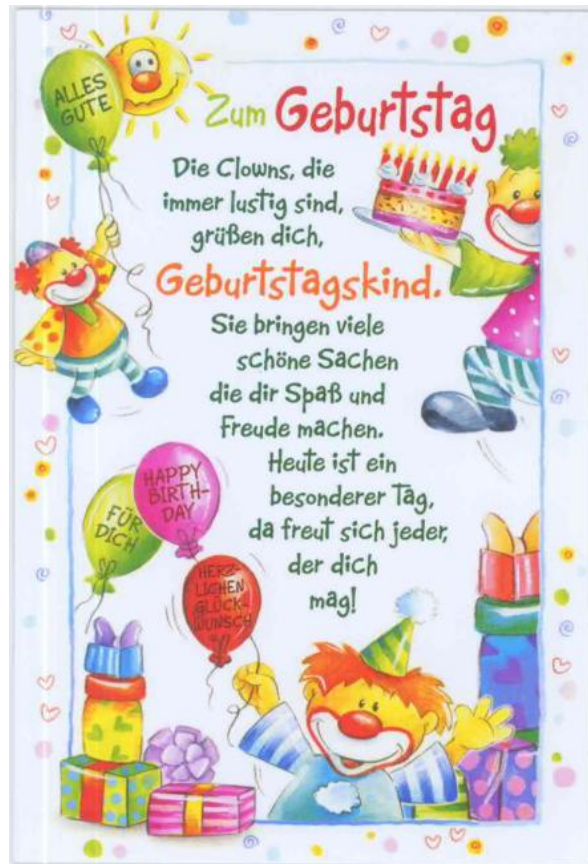 ALLES
GUTE
Zum Geburtstag
Die Clowns, die
immer lustig sind,
grüßen dich,
Geburtstagskind.
Sie bringen viele
schöne Sachen
die dir Spaß und
Freude machen.
Heute ist ein
besonderer Tag,
da freut sich jeder,
der dich
mag!
HAPPY
BIRTH-
DAY
FÜR
DICH
HERZ-
LICHEN
GLÜCK-
WUNSCH